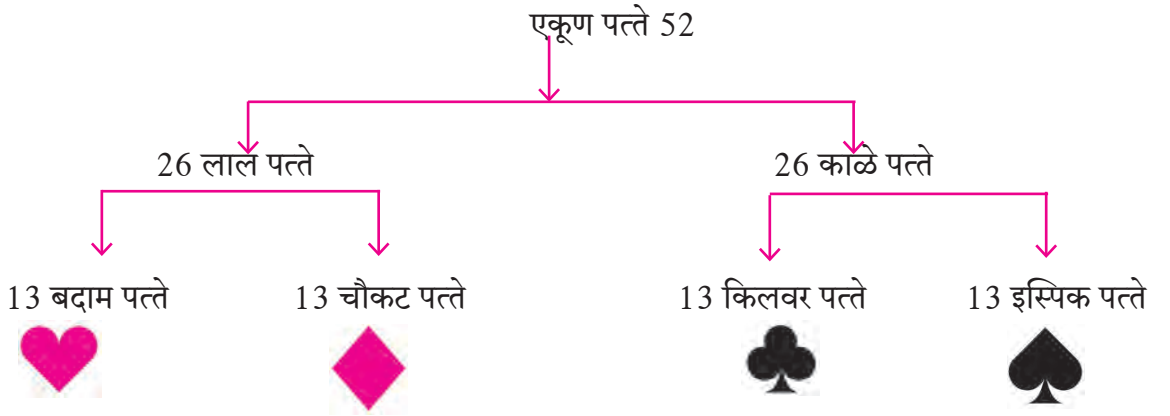 एकूण पत्ते 52
26 लाल पत्ते
26 काळे पत्ते
13 बदाम पत्ते
13 चौकट पत्ते
13 किलवर पत्ते
13 इस्पिक पत्ते